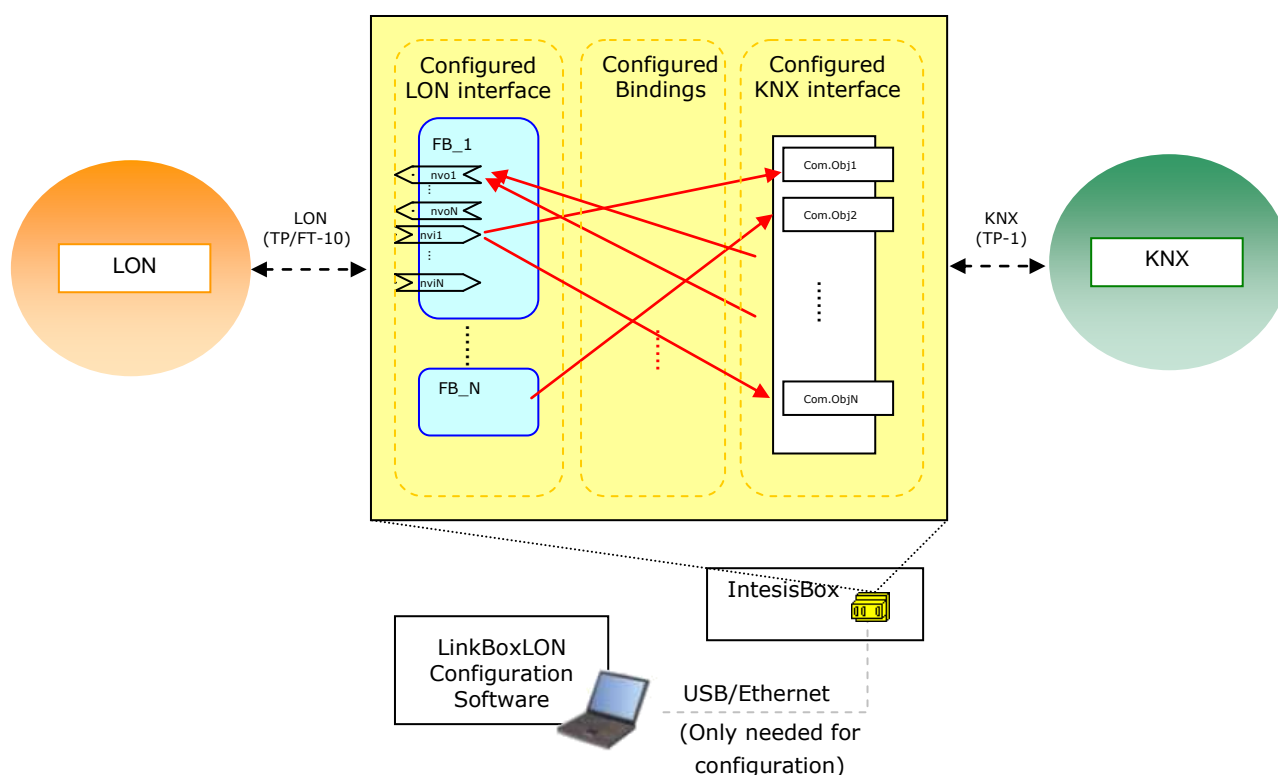 Configured
LON interface
Configured
Bindings
Configured
KNX interface
FB_1
nvo1
nvoN
nvi1
nviN
FB_N
Com.Obj1
Com.Obj2
Com.ObjN
LON
LON
(TP/FT-10)
KNX
(TP-1)
KNX
IntesisBox
LinkBoxLON
Configuration
Software
USB/Ethernet
(Only needed for
configuration)